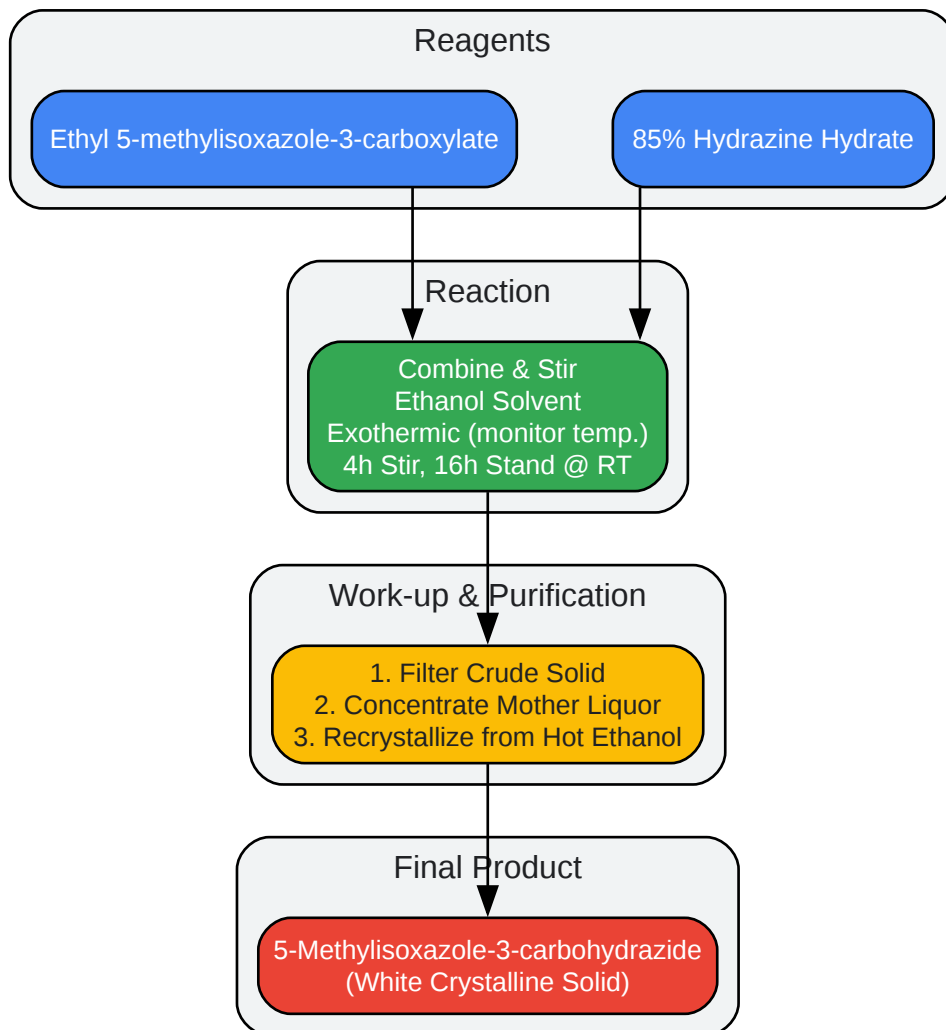 Reagents
Ethyl 5-methylisoxazole-3-carboxylate
85% Hydrazine Hydrate
Reaction
Combine & Stir
Ethanol Solvent
Exothermic (monitor temp.)
4h Stir, 16h Stand @ RT
Work-up & Purification
1. Filter Crude Solid
2. Concentrate Mother Liquor
3. Recrystallize from Hot Ethanol
Final Product
5-Methylisoxazole-3-carbohydrazide
(White Crystalline Solid)